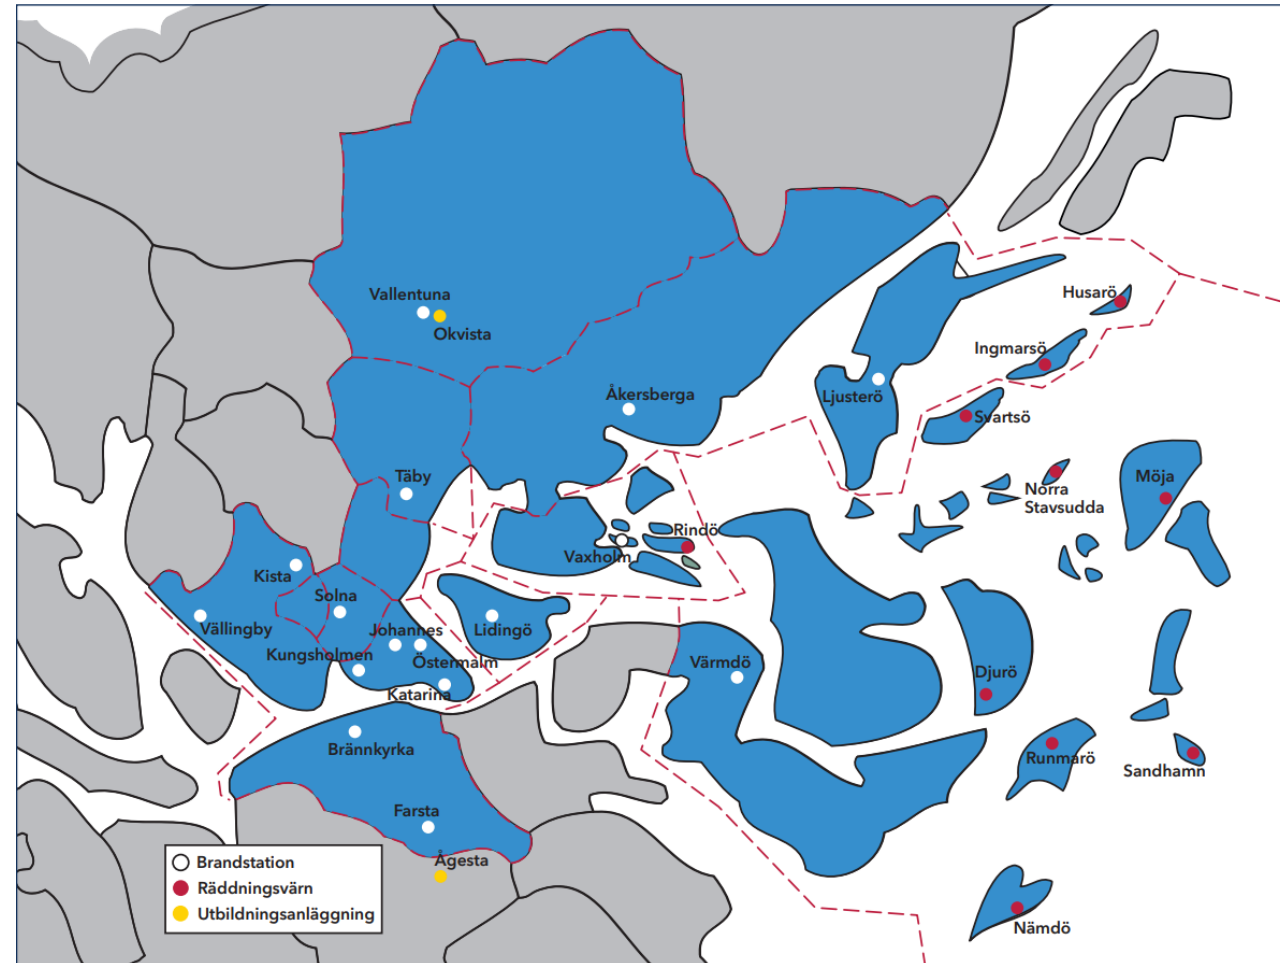 Husarö
Vallentuna
Okvista
Ingmarsö
Åkersberga
Ljusterö
Svartsö
Täby
Möja
Norra
Stavsudda
Rindö
Vaxholm
Kista
Solna
Vällingby
Johannes
Lidingö
Kungsholmen
Östermalm
Värmdö
Djurö
Katarina
Brännkyrka
Runmarö
Sandhamn
Farsta
Ågesta
Brandstation
Räddningsvärn
Utbildningsanläggning
Nämdö